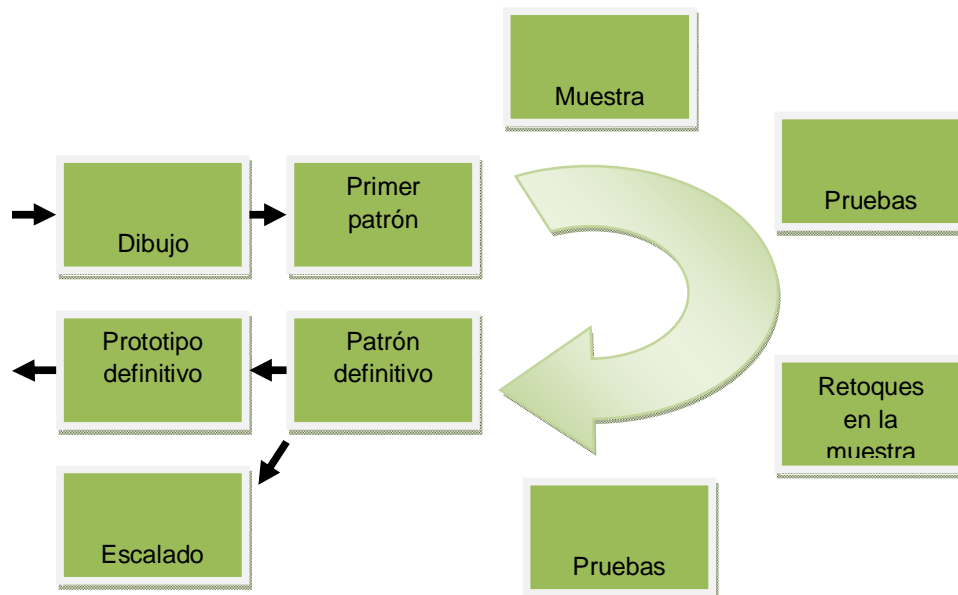 Dibujo
Primer
patrón
Muestra
Pruebas
Retoques
en la
muestra
Pruebas
Patrón
definitivo
Prototipo
definitivo
Escalado